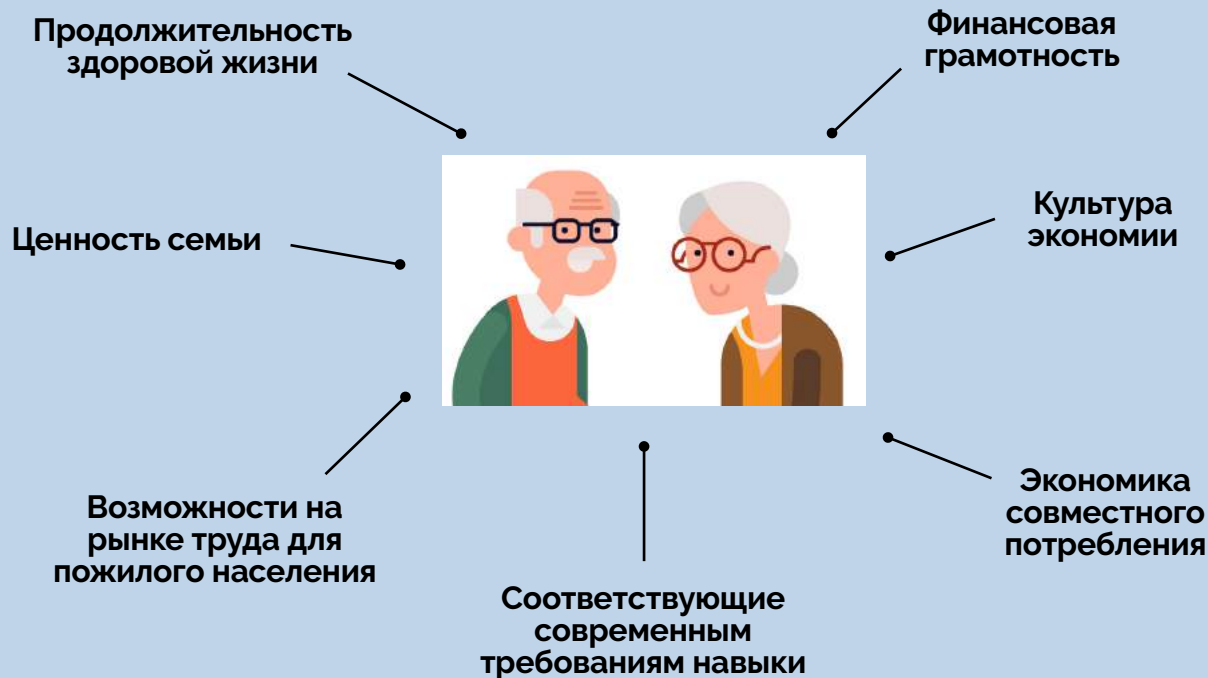 Продолжительность
здоровой жизни
Финансовая
грамотность
Ценность семьи
Культура
экономии
Возможности на
рынке труда для
пожилого населения
Экономика
совместного
потребления
Соответствующие
современным
требованиям навыки